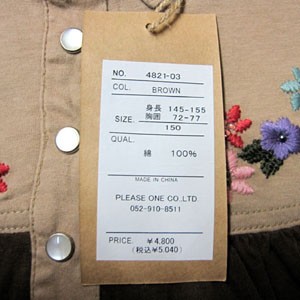 NO. 4821-03
COL. BROWN
身長 145-155
SIZE. 胸囲 72-77
150
QUAL.
綿 100%
MADE IN CHINA
PLEASE ONE CO.,LTD.
052-910-8511
PRICE. ¥4.800
(税込¥5.040)